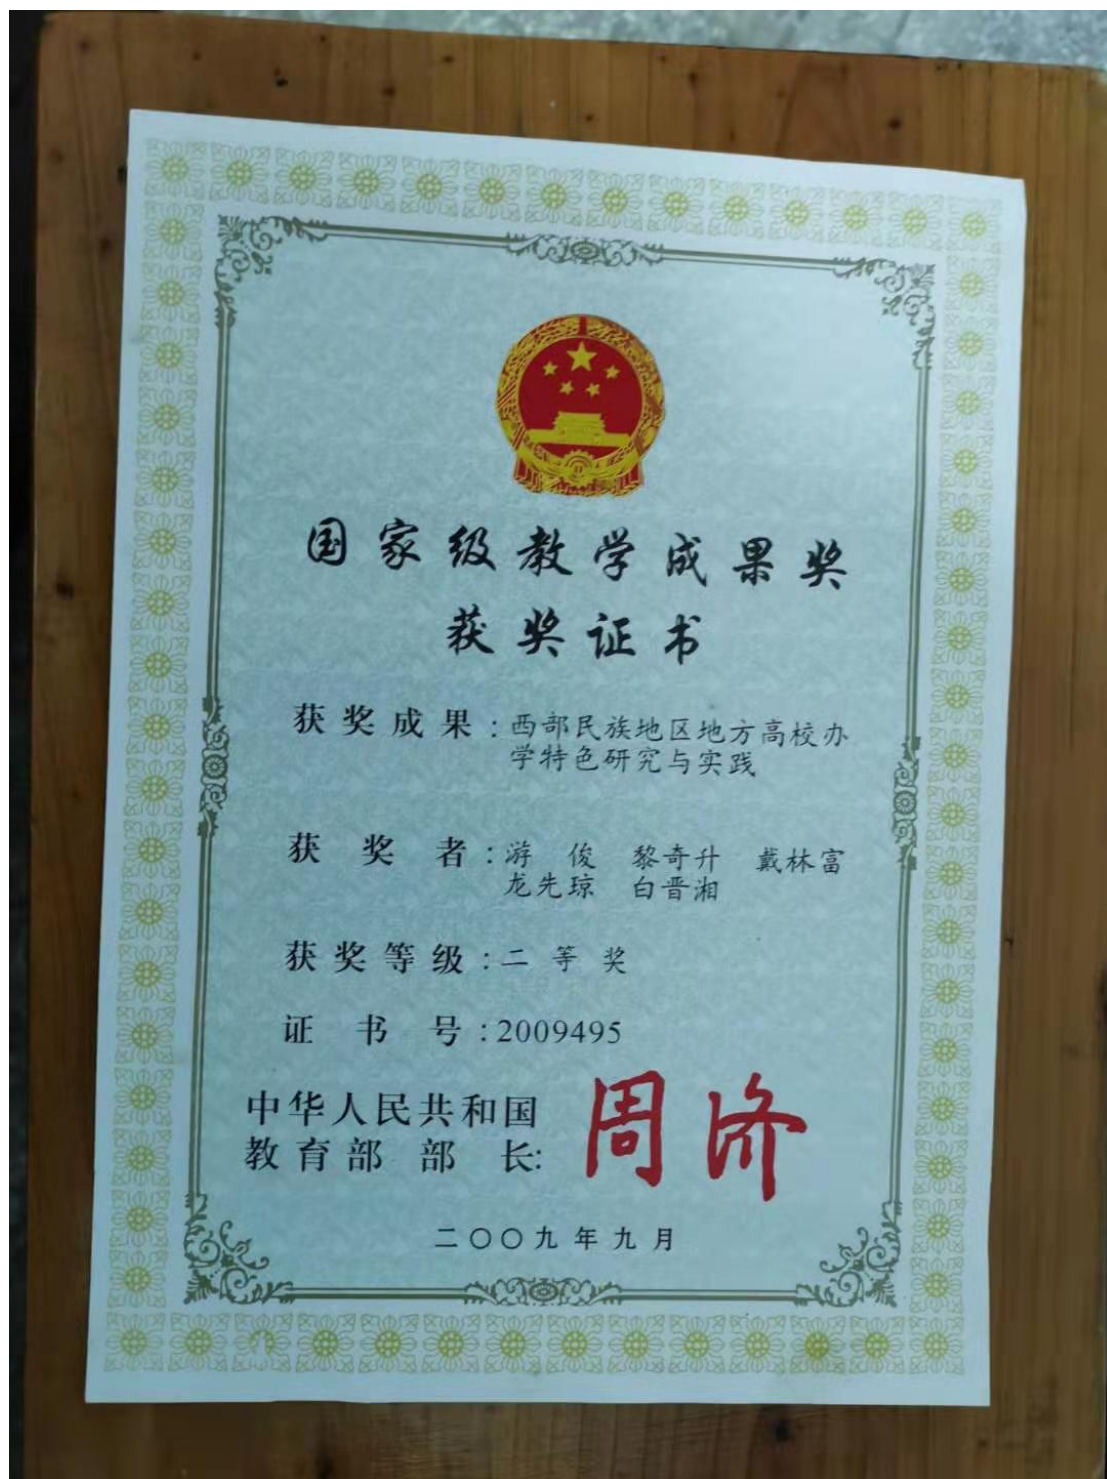 国家级教学成果奖
获奖证书
获奖成果:西部民族地区地方高校办
学特色研究与实践
获奖者:游俊 黎奇升 戴林富
龙先琼 白晋湘
获奖等级:二等奖
证书号:2009495
中华人民共和国
教育部部长: 周济
二〇〇九年九月